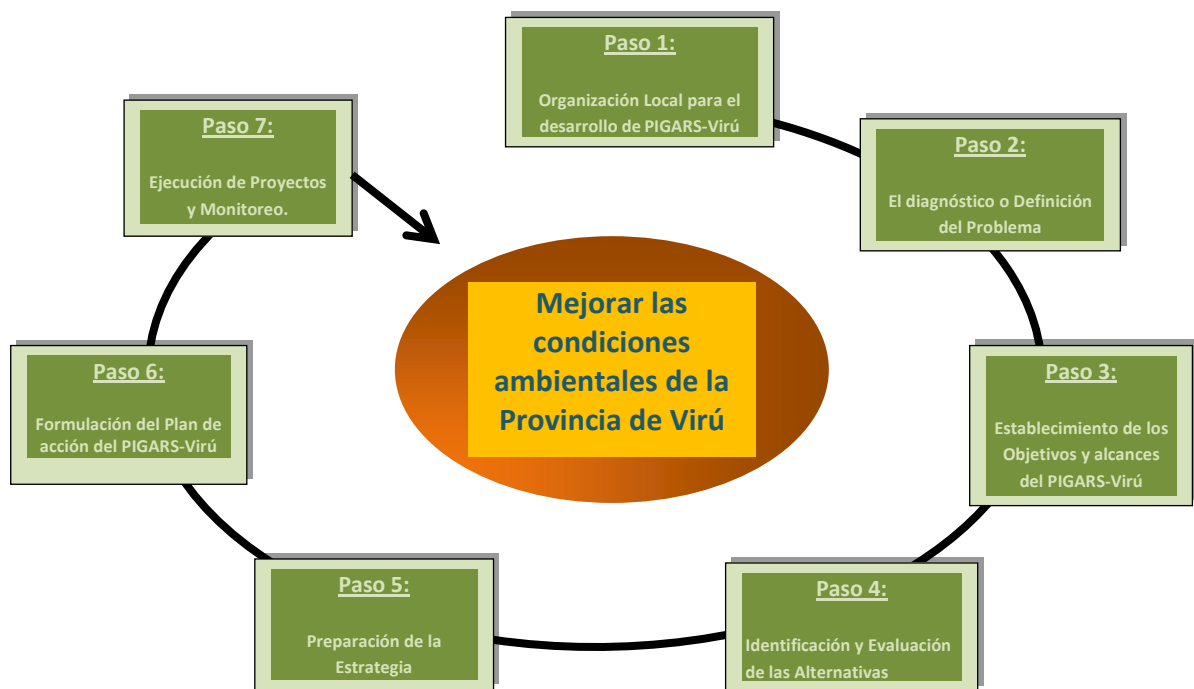 Paso 1:
Organización Local para el
desarrollo de PIGARS-Virú
Paso 2:
El diagnóstico o Definición
del Problema
Paso 3:
Establecimiento de los
Objetivos y alcances
del PIGARS-Virú
Paso 4:
Identificación y Evaluación
de las Alternativas
Paso 5:
Preparación de la
Estrategia
Paso 6:
Formulación del Plan de
acción del PIGARS-Virú
Paso 7:
Ejecución de Proyectos
y Monitoreo.
Mejorar las
condiciones
ambientales de la
Provincia de Virú